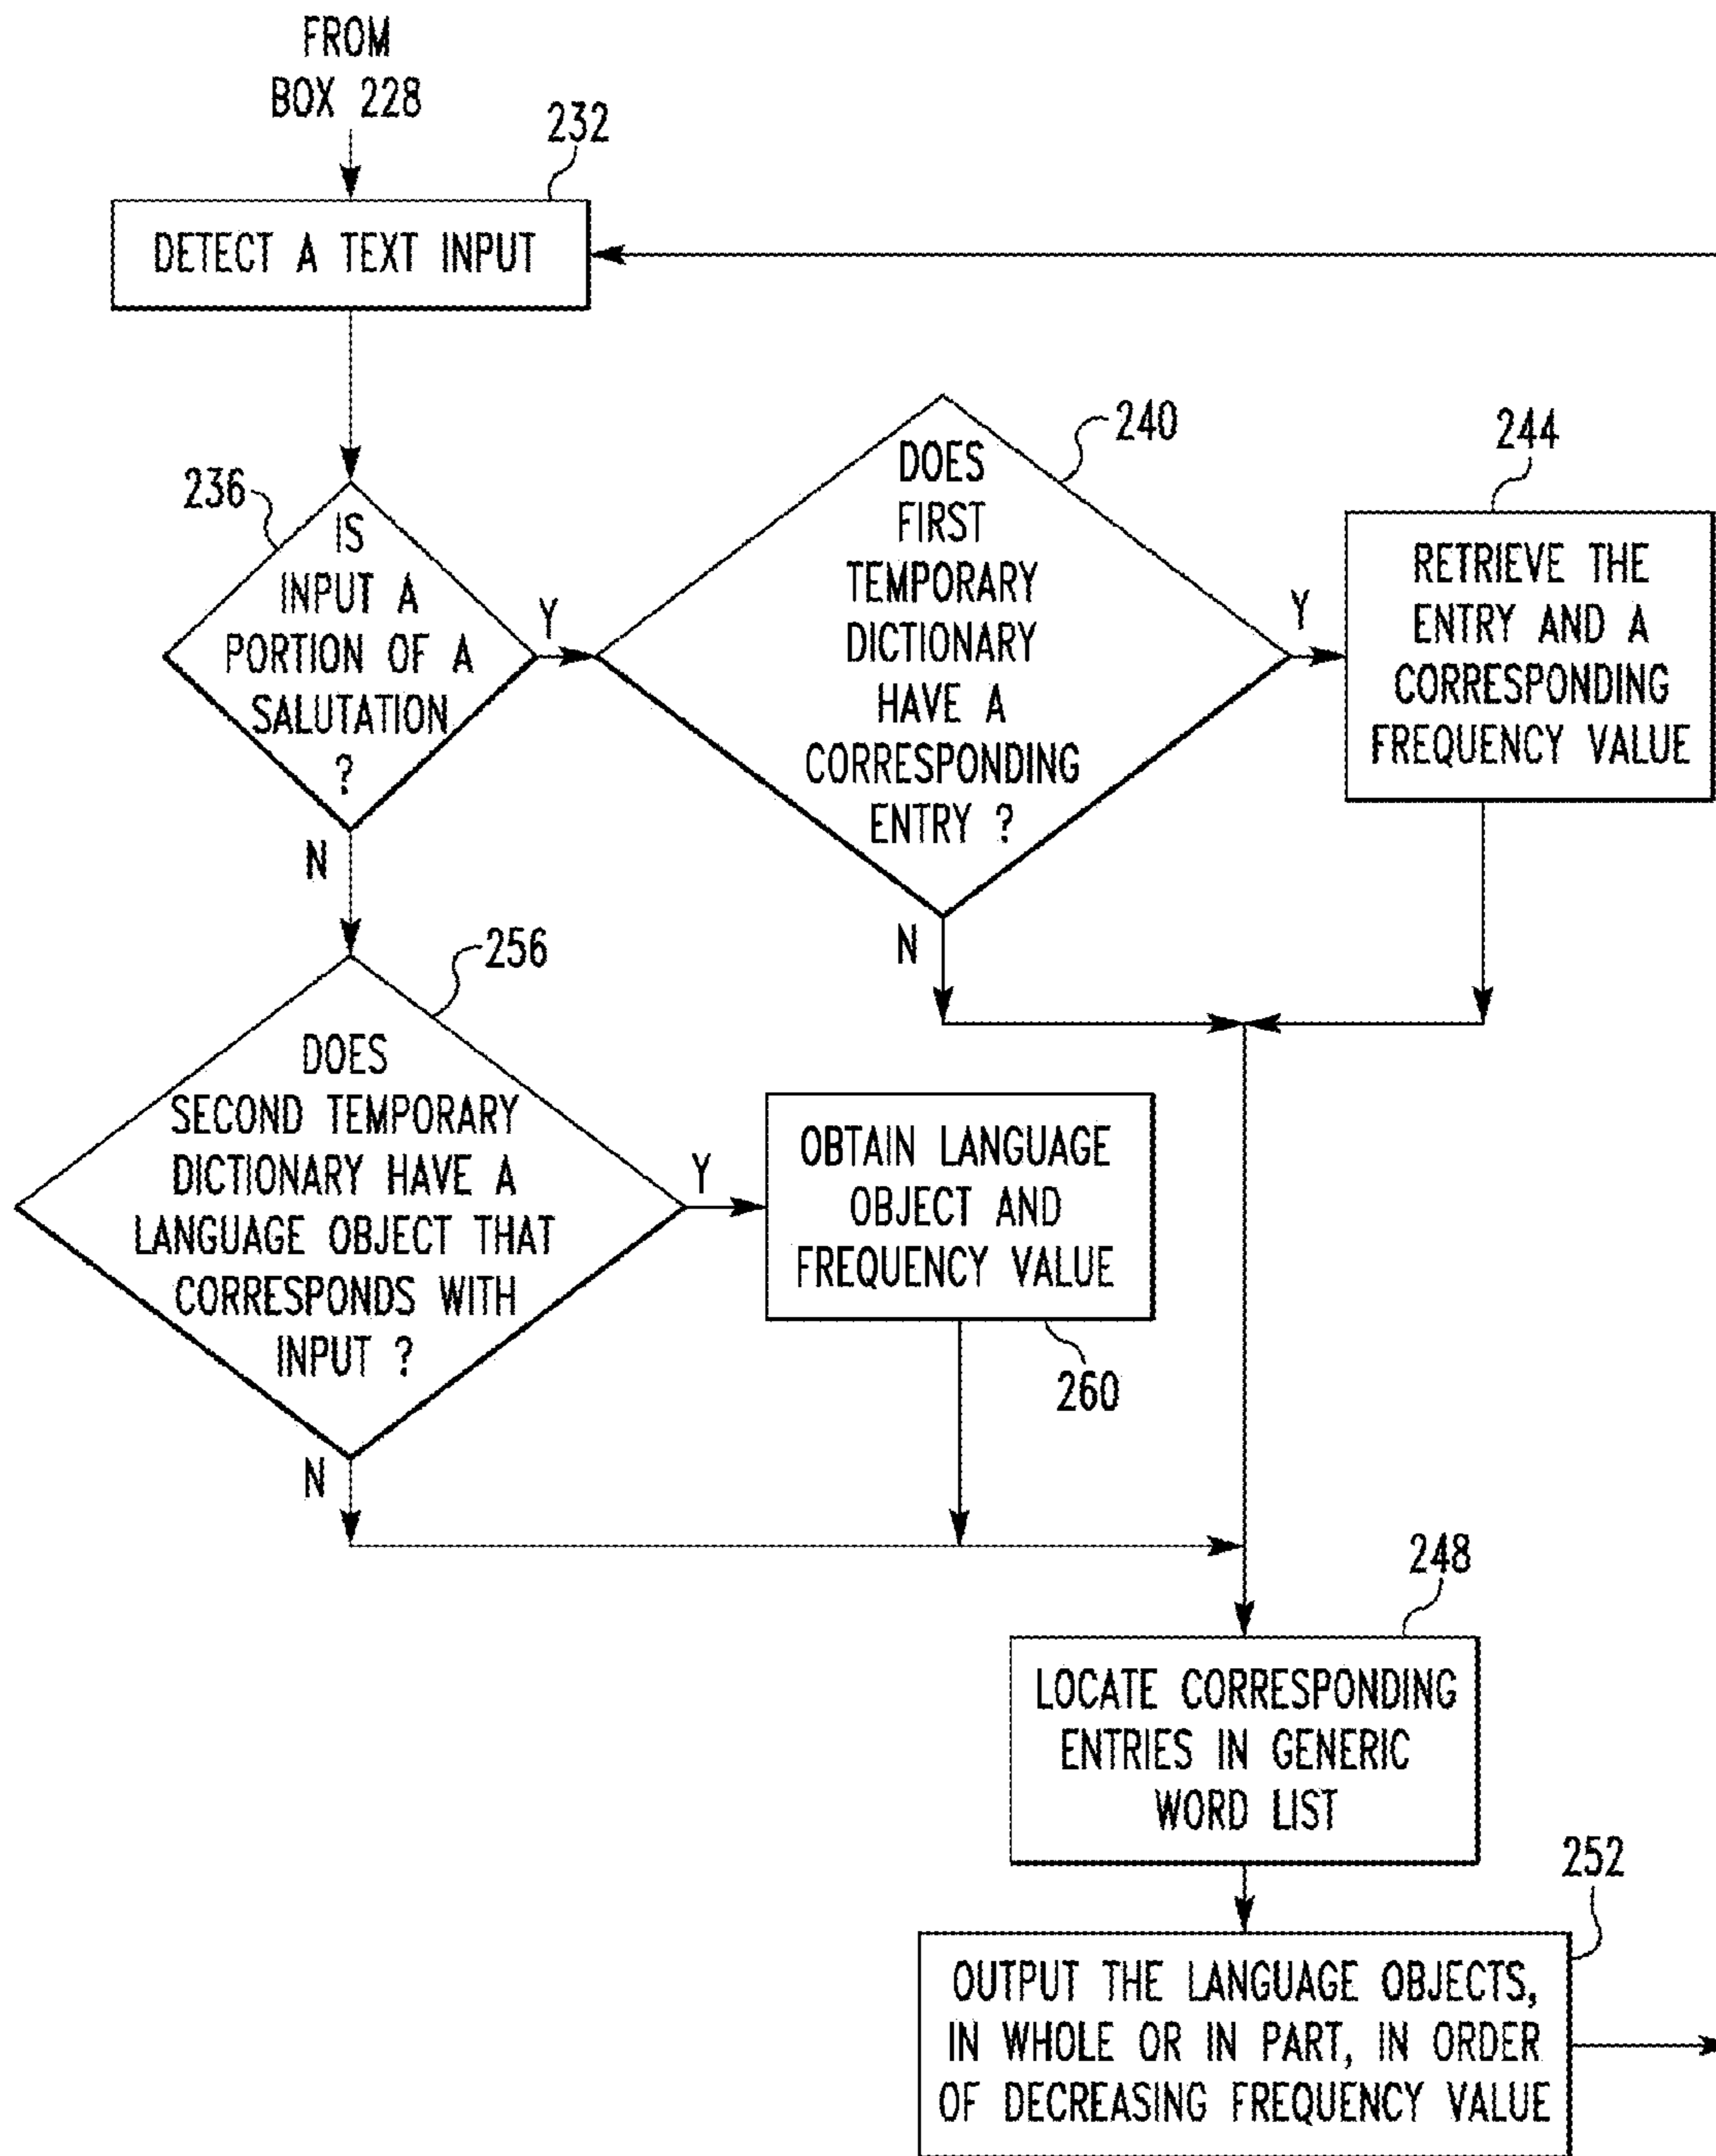 FROM
BOX 228
232
DETECT A TEXT INPUT
236
IS
INPUT A
PORTION OF A
SALUTATION
?
Y
N
240
DOES
FIRST
TEMPORARY
DICTIONARY
HAVE A
CORRESPONDING
ENTRY ?
Y
N
244
RETRIEVE THE
ENTRY AND A
CORRESPONDING
FREQUENCY VALUE
256
DOES
SECOND TEMPORARY
DICTIONARY HAVE A
LANGUAGE OBJECT THAT
CORRESPONDS WITH
INPUT ?
Y
N
OBTAIN LANGUAGE
OBJECT AND
FREQUENCY VALUE
260
248
LOCATE CORRESPONDING
ENTRIES IN GENERIC
WORD LIST
252
OUTPUT THE LANGUAGE OBJECTS,
IN WHOLE OR IN PART, IN ORDER
OF DECREASING FREQUENCY VALUE